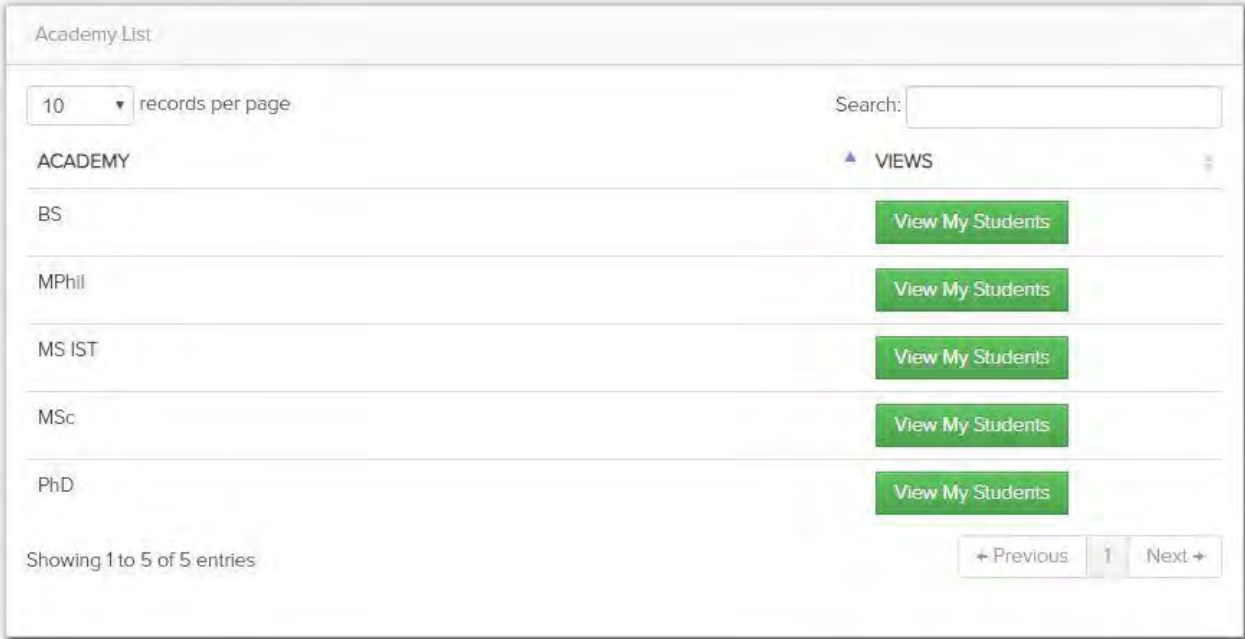 Academy List
10 records per page Search:
ACADEMY VIEWS
BS View My Students
MPhil View My Students
MS IST View My Students
MSc View My Students
PhD View My Students
Showing 1 to 5 of 5 entries ← Previous 1 Next →